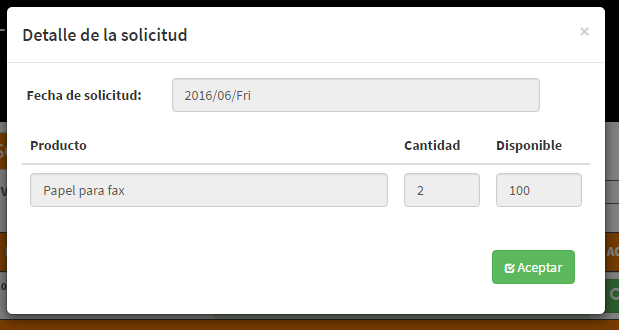 Detalle de la solicitud ×
Fecha de solicitud: 2016/06/Fri
Producto Cantidad Disponible
Papel para fax 2 100
Aceptar